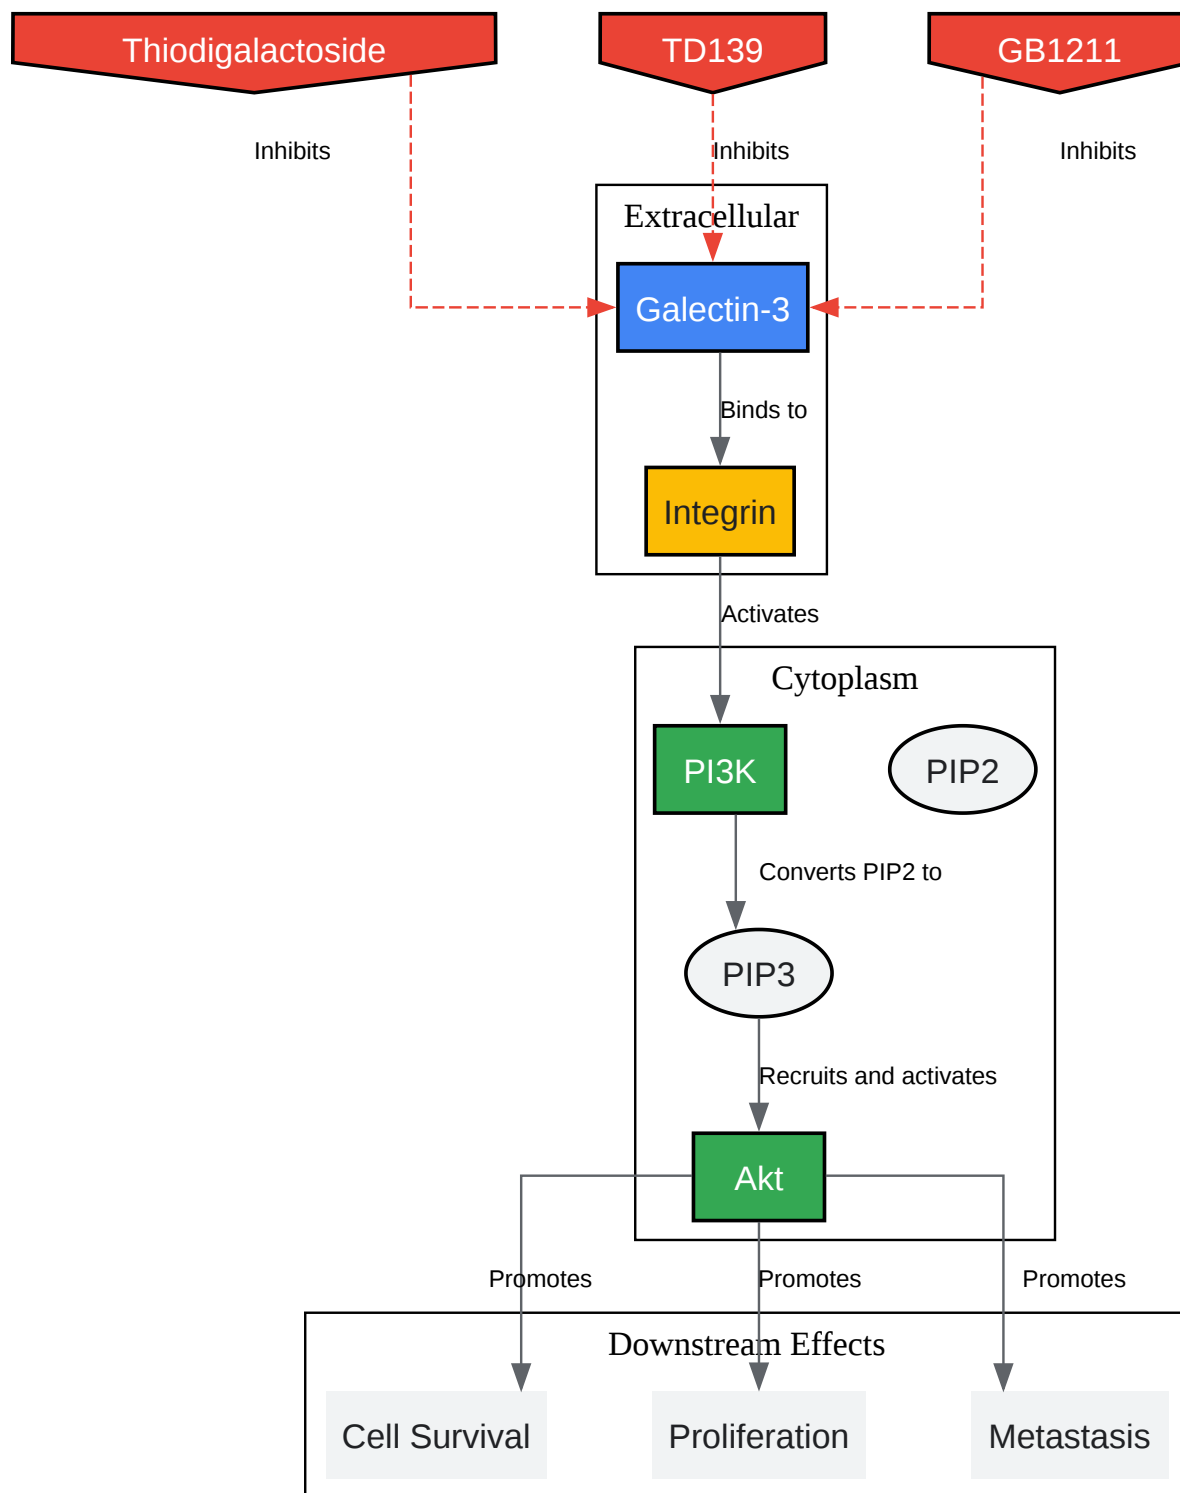 Thiodigalactoside
TD139
GB1211
Inhibits
Inhibits
Inhibits
Extracellular
Galectin-3
Binds to
Integrin
Activates
Cytoplasm
PI3K
PIP2
Converts PIP2 to
PIP3
Recruits and activates
Akt
Promotes
Promotes
Promotes
Downstream Effects
Cell Survival
Proliferation
Metastasis